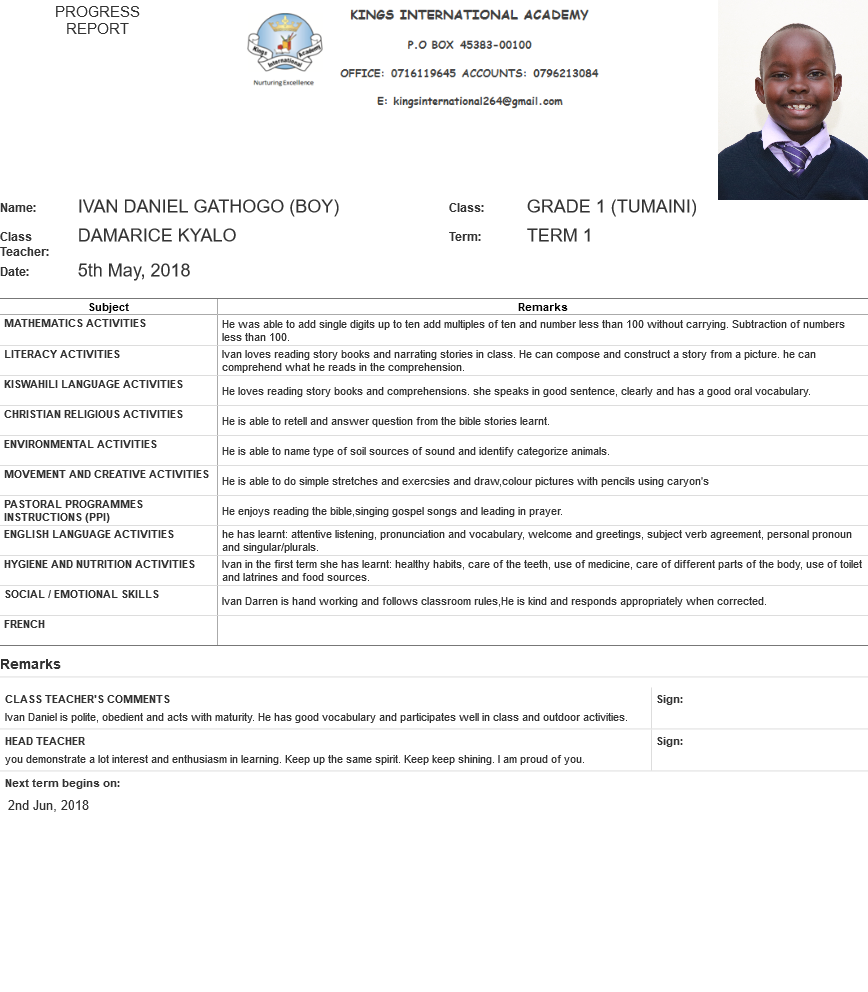 PROGRESS
REPORT
Kings International Academy
Nurturing Excellence
KINGS INTERNATIONAL ACADEMY
P.O BOX 45383-00100
OFFICE: 0716119645 ACCOUNTS: 0796213084
E: kingsinternational264@gmail.com
Name: IVAN DANIEL GATHOGO (BOY) Class: GRADE 1 (TUMAINI)
Class Teacher: DAMARICE KYALO Term: TERM 1
Date: 5th May, 2018
Subject Remarks
MATHEMATICS ACTIVITIES
He was able to add single digits up to ten add multiples of ten and number less than 100 without carrying. Subtraction of numbers
less than 100.
LITERACY ACTIVITIES
Ivan loves reading story books and narrating stories in class. He can compose and construct a story from a picture. he can
comprehend what he reads in the comprehension.
KISWAHILI LANGUAGE ACTIVITIES
He loves reading story books and comprehensions. she speaks in good sentence, clearly and has a good oral vocabulary.
CHRISTIAN RELIGIOUS ACTIVITIES
He is able to retell and answer question from the bible stories learnt.
ENVIRONMENTAL ACTIVITIES
He is able to name type of soil sources of sound and identify categorize animals.
MOVEMENT AND CREATIVE ACTIVITIES
He is able to do simple stretches and exercsies and draw,colour pictures with pencils using caryon's
PASTORAL PROGRAMMES
INSTRUCTIONS (PPI)
He enjoys reading the bible,singing gospel songs and leading in prayer.
ENGLISH LANGUAGE ACTIVITIES
he has learnt: attentive listening, pronunciation and vocabulary, welcome and greetings, subject verb agreement, personal pronoun
and singular/plurals.
HYGIENE AND NUTRITION ACTIVITIES
Ivan in the first term she has learnt: healthy habits, care of the teeth, use of medicine, care of different parts of the body, use of toilet
and latrines and food sources.
SOCIAL / EMOTIONAL SKILLS
Ivan Darren is hand working and follows classroom rules,He is kind and responds appropriately when corrected.
FRENCH
Remarks
CLASS TEACHER'S COMMENTS Sign:
Ivan Daniel is polite, obedient and acts with maturity. He has good vocabulary and participates well in class and outdoor activities.
HEAD TEACHER Sign:
you demonstrate a lot interest and enthusiasm in learning. Keep up the same spirit. Keep keep shining. I am proud of you.
Next term begins on:
2nd Jun, 2018